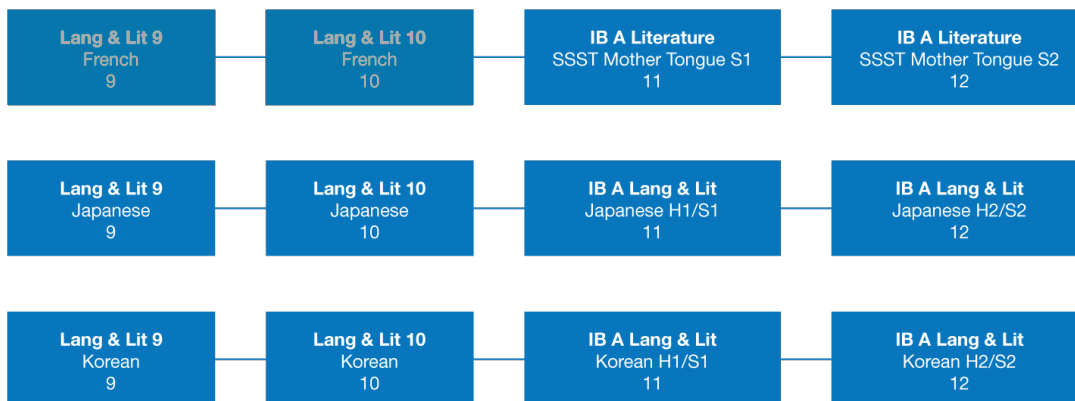 Lang & Lit 9
French
9
Lang & Lit 10
French
10
IB A Literature
SSST Mother Tongue S1
11
IB A Literature
SSST Mother Tongue S2
12
Lang & Lit 9
Japanese
9
Lang & Lit 10
Japanese
10
IB A Lang & Lit
Japanese H1/S1
11
IB A Lang & Lit
Japanese H2/S2
12
Lang & Lit 9
Korean
9
Lang & Lit 10
Korean
10
IB A Lang & Lit
Korean H1/S1
11
IB A Lang & Lit
Korean H2/S2
12